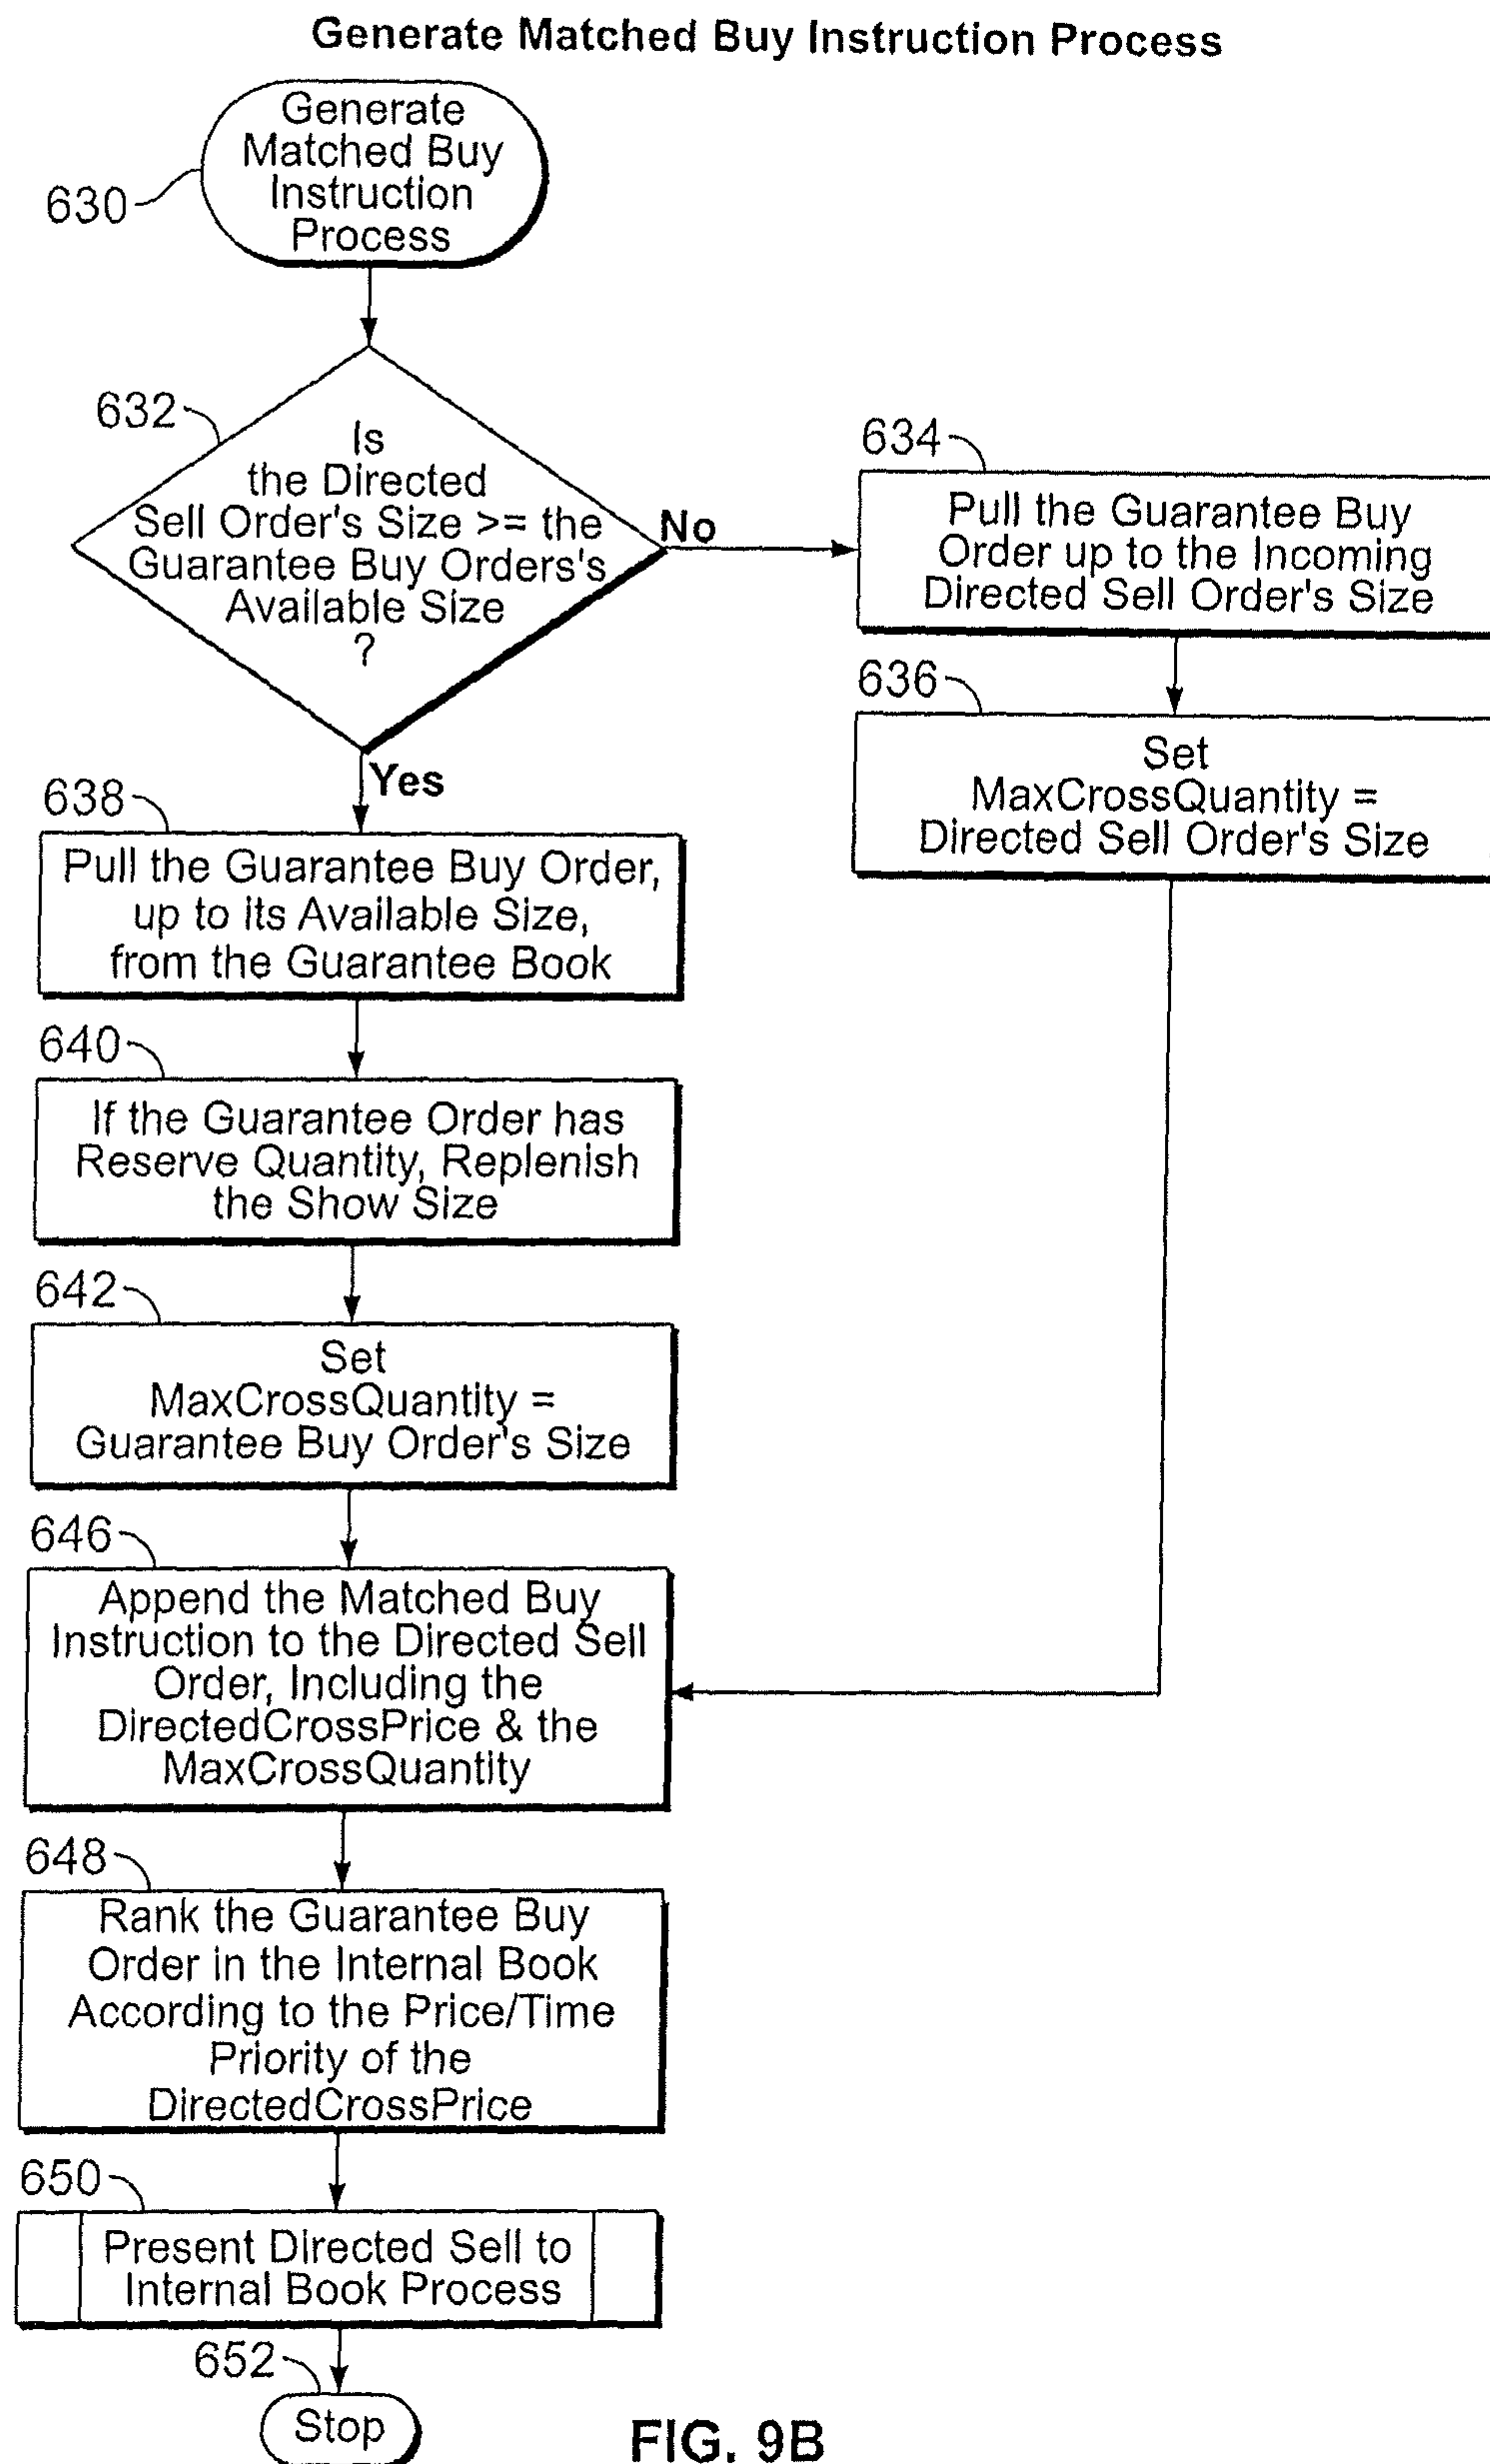 Generate Matched Buy Instruction Process
Generate
Matched Buy
Instruction
Process
630
632
Is
the Directed
Sell Order's Size >= the
Guarantee Buy Orders's
Available Size
?
No
634
Pull the Guarantee Buy
Order up to the Incoming
Directed Sell Order's Size
636
Set
MaxCrossQuantity =
Directed Sell Order's Size
Yes
638
Pull the Guarantee Buy Order,
up to its Available Size,
from the Guarantee Book
640
If the Guarantee Order has
Reserve Quantity, Replenish
the Show Size
642
Set
MaxCrossQuantity =
Guarantee Buy Order's Size
646
Append the Matched Buy
Instruction to the Directed Sell
Order, Including the
DirectedCrossPrice & the
MaxCrossQuantity
648
Rank the Guarantee Buy
Order in the Internal Book
According to the Price/Time
Priority of the
DirectedCrossPrice
650
Present Directed Sell to
Internal Book Process
652
Stop
FIG. 9B